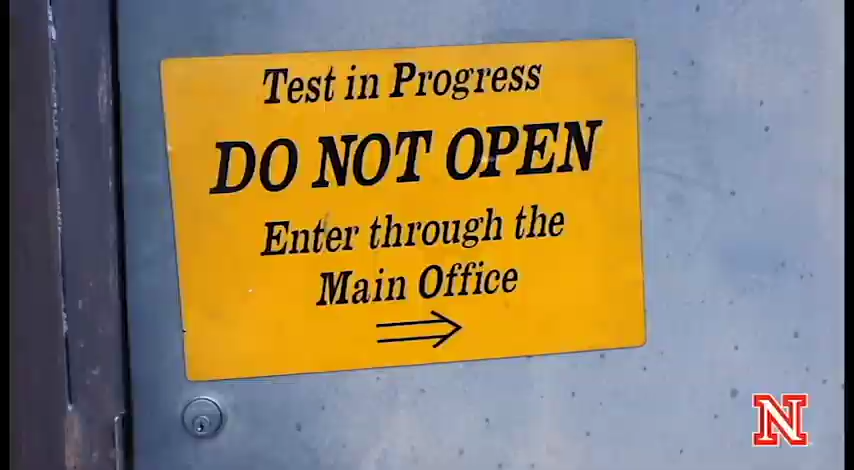 Test in Progress
DO NOT OPEN
Enter through the
Main Office
N